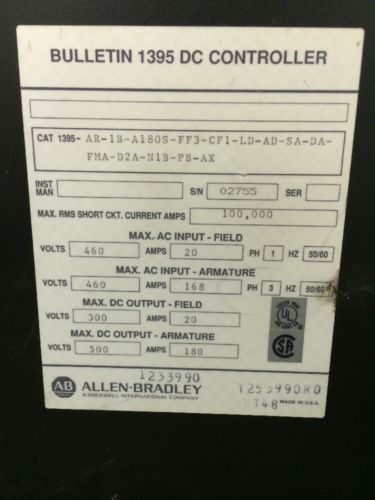 BULLETIN 1395 DC CONTROLLER
CAT 1395- AR-1B-A180S-FF3-CF1-LD-AD-SA-DA-
FMA-D2A-N1B-PB-AX
INST MAN S/N 02755 SER
MAX. RMS SHORT CKT. CURRENT AMPS 100,000
MAX. AC INPUT - FIELD
VOLTS 460 AMPS 20 PH 1 HZ 50/60
MAX. AC INPUT - ARMATURE
VOLTS 460 AMPS 168 PH 3 HZ 50/60
MAX. DC OUTPUT - FIELD
VOLTS 300 AMPS 20
MAX. DC OUTPUT - ARMATURE
VOLTS 500 AMPS 180
UL
SA
1233990
AB ALLEN-BRADLEY
A ROCKWELL INTERNATIONAL COMPANY
T48 MADE IN U.S.A.